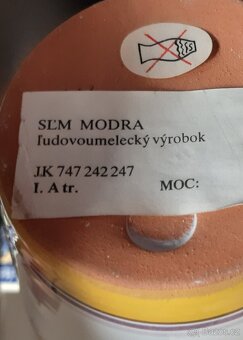 SĽM MODRA
ľudovoumelecký výrobok
JK 747 242 247
I. A tr. MOC: